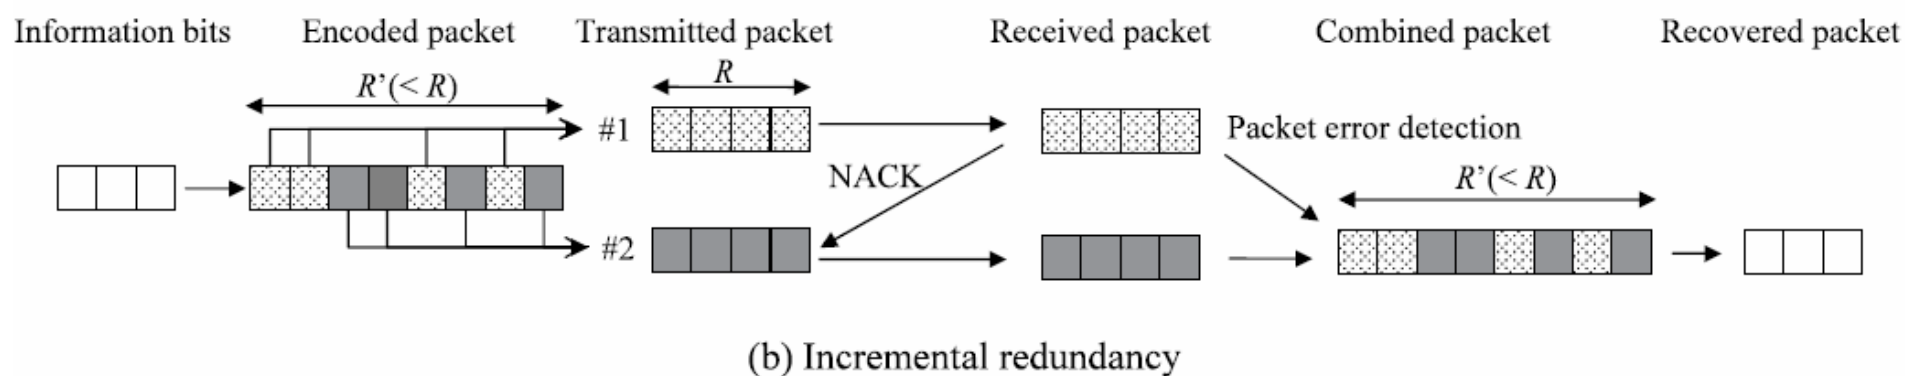 Information bits
Encoded packet
Transmitted packet
Received packet
Combined packet
Recovered packet
R’(< R)
R
#1
Packet error detection
NACK
R’(< R)
#2
(b) Incremental redundancy